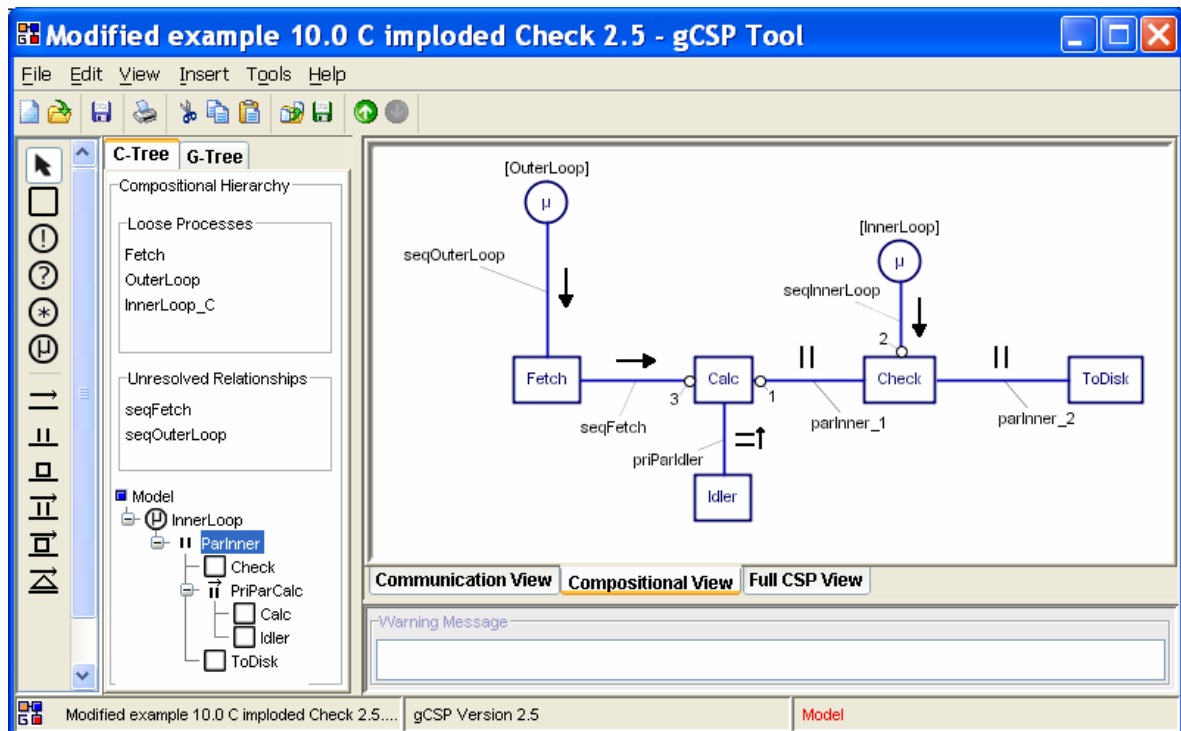 Modified example 10.0 C imploded Check 2.5 - gCSP Tool
File Edit View Insert Tools Help
C-Tree G-Tree
Compositional Hierarchy
Loose Processes
Fetch
OuterLoop
InnerLoop_C
Unresolved Relationships
seqFetch
seqOuterLoop
Model
μ InnerLoop
ParInner
Check
PriParCalc
Calc
Idler
ToDisk
[OuterLoop]
μ
[InnerLoop]
seqOuterLoop
μ
seqInnerLoop
2
Fetch
Calc
Check
ToDisk
3
1
seqFetch
parInner_1
parInner_2
priParIdler
Idler
Communication View Compositional View Full CSP View
Warning Message
Modified example 10.0 C imploded Check 2.5.... gCSP Version 2.5 Model